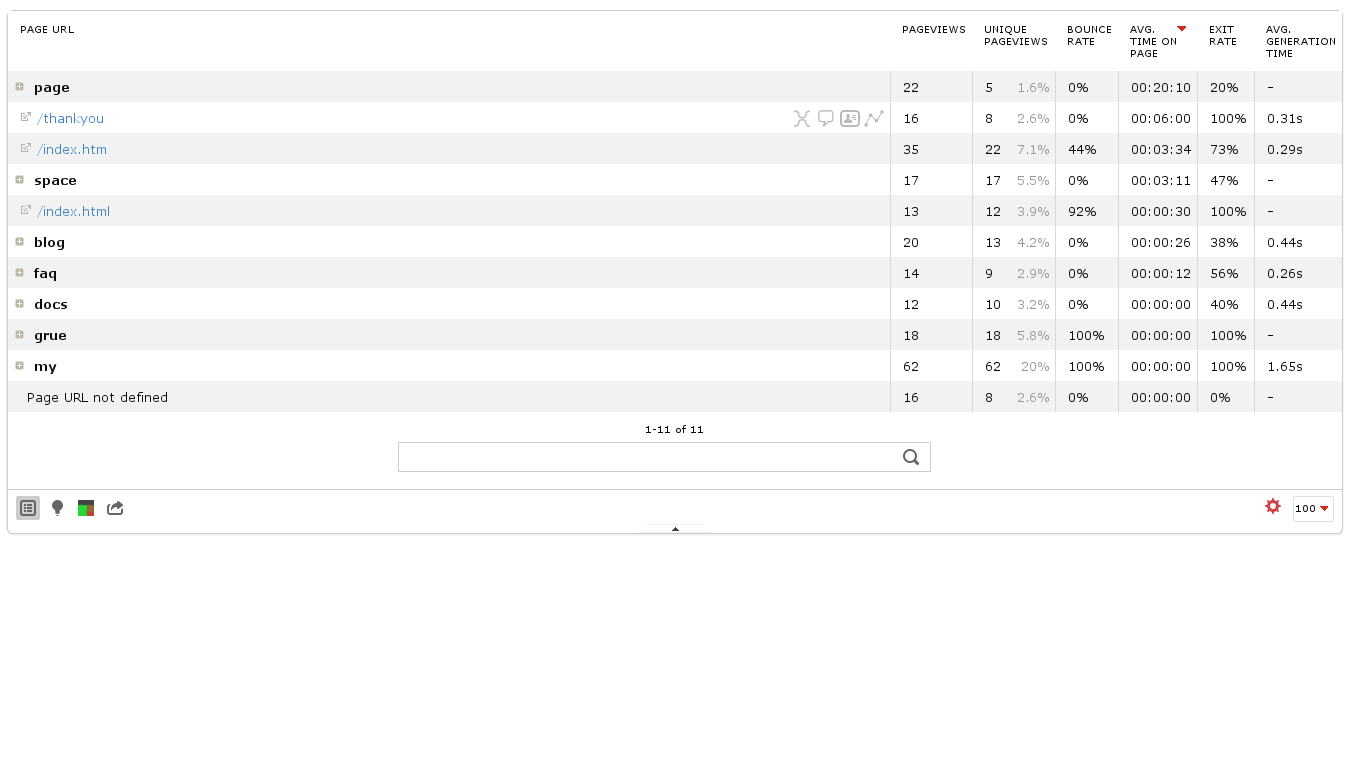 PAGE URL PAGEVIEWS UNIQUE PAGEVIEWS BOUNCE RATE AVG. TIME ON PAGE EXIT RATE AVG. GENERATION TIME
page 22 5 1.6% 0% 00:20:10 20% -
/thankyou 16 8 2.6% 0% 00:06:00 100% 0.31s
/index.htm 35 22 7.1% 44% 00:03:34 73% 0.29s
space 17 17 5.5% 0% 00:03:11 47% -
/index.html 13 12 3.9% 92% 00:00:30 100% -
blog 20 13 4.2% 0% 00:00:26 38% 0.44s
faq 14 9 2.9% 0% 00:00:12 56% 0.26s
docs 12 10 3.2% 0% 00:00:00 40% 0.44s
grue 18 18 5.8% 100% 00:00:00 100% -
my 62 62 20% 100% 00:00:00 100% 1.65s
Page URL not defined 16 8 2.6% 0% 00:00:00 0% -
1-11 of 11
100